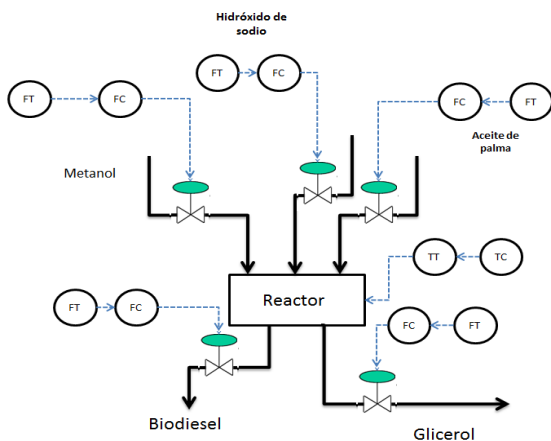 Hidróxido de
sodio
FT
FC
FT
FC
FC
FT
Aceite de
palma
Metanol
TT
TC
Reactor
FT
FC
FC
FT
Biodiesel
Glicerol